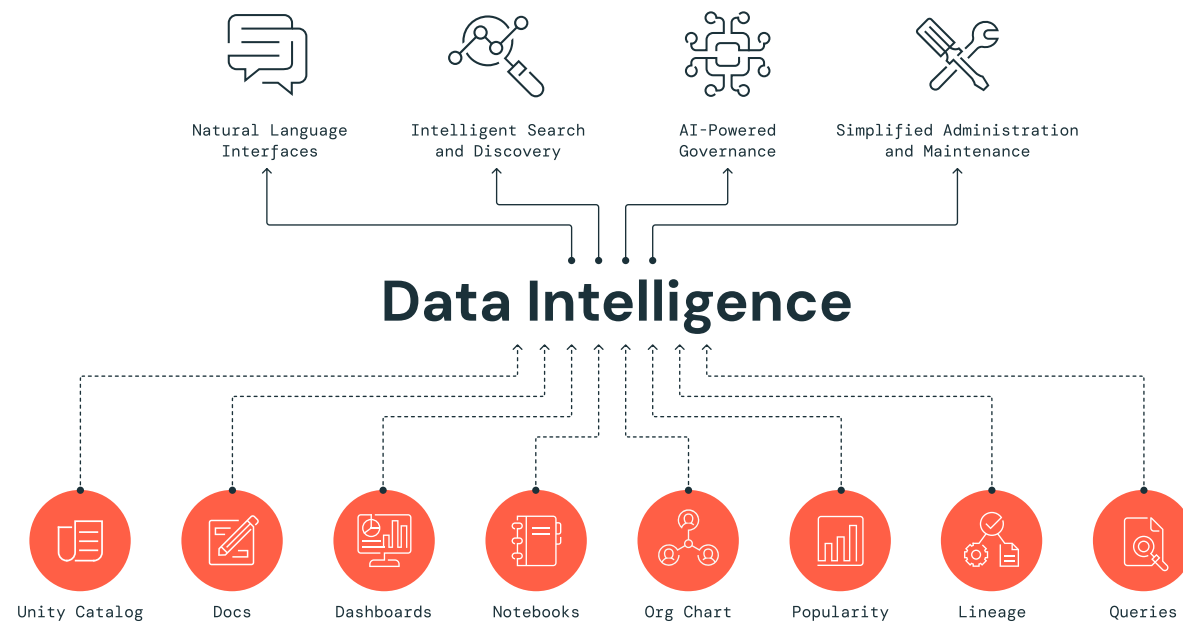 Natural Language
Interfaces
Intelligent Search
and Discovery
AI-Powered
Governance
Simplified Administration
and Maintenance
Data Intelligence
Unity Catalog
Docs
Dashboards
Notebooks
Org Chart
Popularity
Lineage
Queries